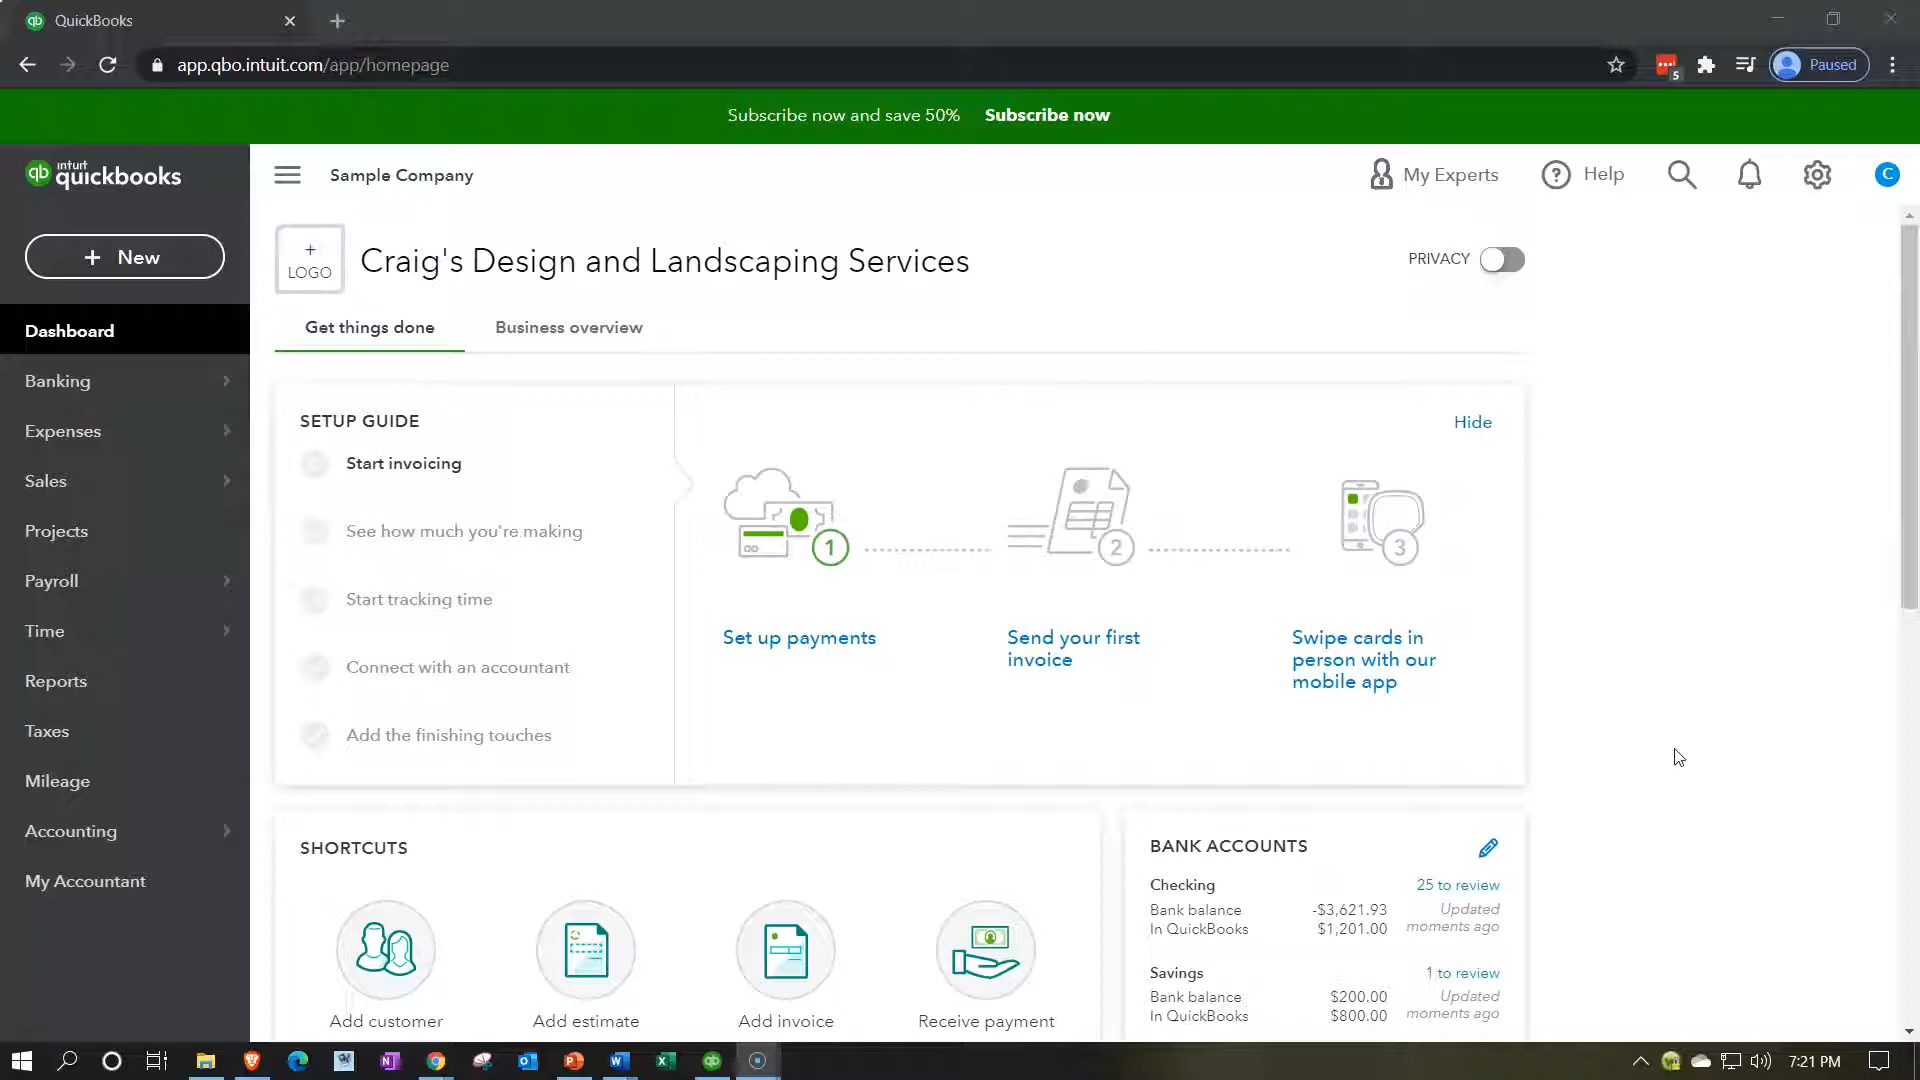 QuickBooks
app.qbo.intuit.com/app/homepage
5
Paused
Subscribe now and save 50% Subscribe now
qb intuit quickbooks
Sample Company
My Experts
? Help
C
+ New
+
LOGO
Craig's Design and Landscaping Services
PRIVACY
Get things done
Business overview
Dashboard
Banking
Expenses
Sales
Projects
Payroll
Time
Reports
Taxes
Mileage
Accounting
My Accountant
SETUP GUIDE
Hide
Start invoicing
See how much you're making
Start tracking time
Connect with an accountant
Add the finishing touches
1
2
3
Set up payments
Send your first
invoice
Swipe cards in
person with our
mobile app
SHORTCUTS
Add customer
Add estimate
Add invoice
Receive payment
BANK ACCOUNTS
Checking
25 to review
Bank balance -$3,621.93 Updated
In QuickBooks $1,201.00 moments ago
Savings
1 to review
Bank balance $200.00 Updated
In QuickBooks $800.00 moments ago
7:21 PM